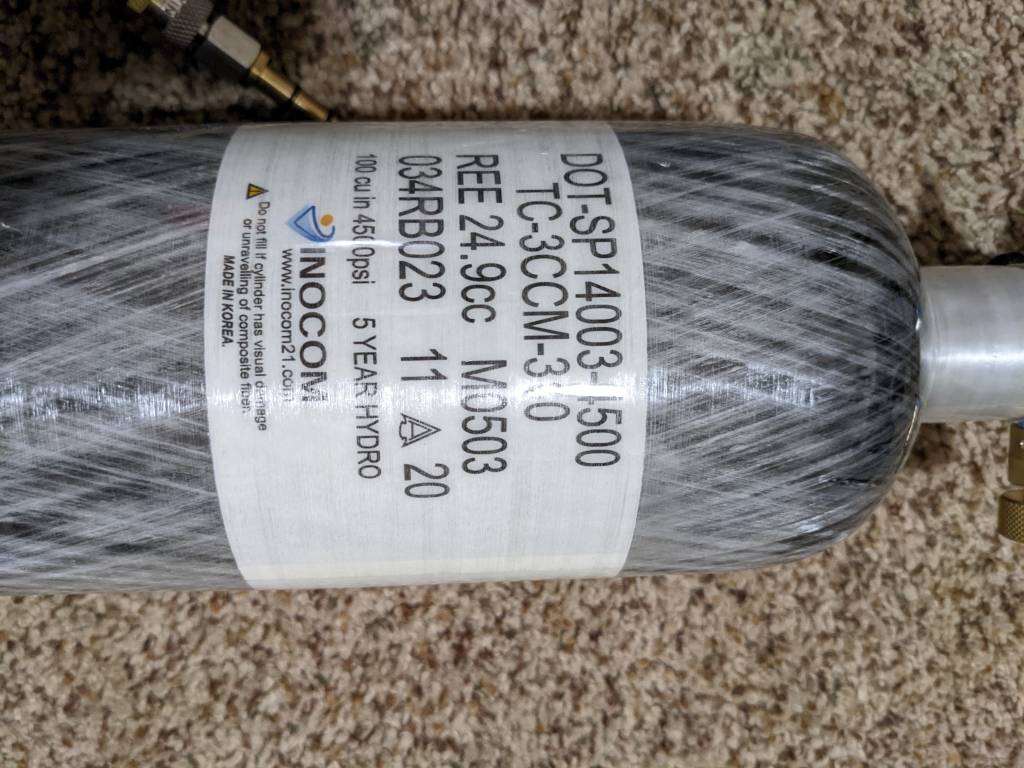 DOT-SP14003-4500
TC-3CCM-3
REE 24.9cc M0503
034RB023 11 20
100 cu in 4500psi 5 YEAR HYDRO
INOCOM
www.inocom21.com
Do not fill if cylinder has visual damage
or unravelling of composite fiber.
MADE IN KOREA.